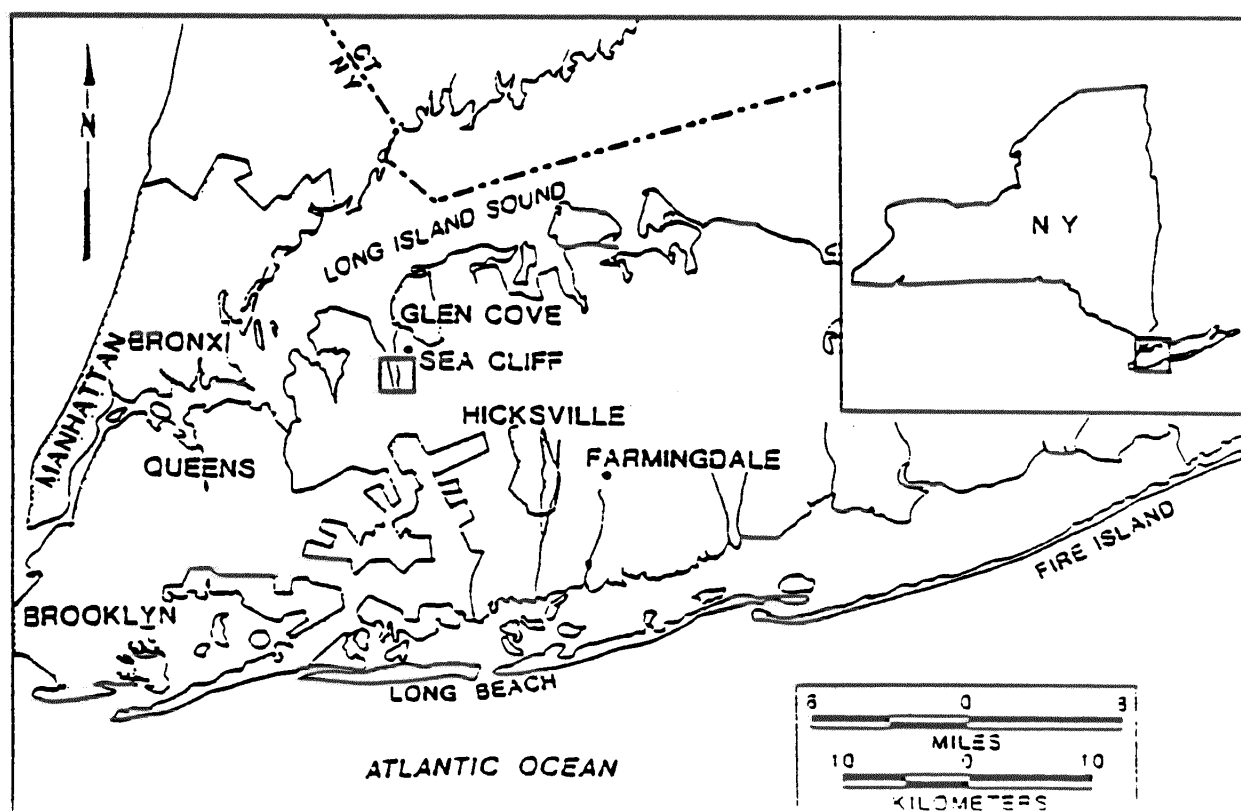 CT
NY
N
LONG ISLAND SOUND
N Y
GLEN COVE
BRONX
SEA CLIFF
MANHATTAN
HICKSVILLE
QUEENS
FARMINGDALE
FIRE ISLAND
BROOKLYN
LONG BEACH
0
MILES
ATLANTIC OCEAN
10 0 10
KILOMETERS